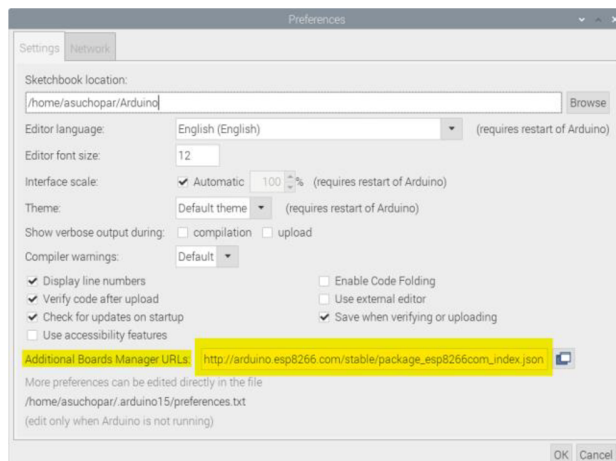 Preferences
Settings Network
Sketchbook location:
/home/asuchopar/Arduino Browse
Editor language: English (English) (requires restart of Arduino)
Editor font size: 12
Interface scale: Automatic 100 % (requires restart of Arduino)
Theme: Default theme (requires restart of Arduino)
Show verbose output during: compilation upload
Compiler warnings: Default
Display line numbers Enable Code Folding
Verify code after upload Use external editor
Check for updates on startup Save when verifying or uploading
Use accessibility features
Additional Boards Manager URLs: http://arduino.esp8266.com/stable/package_esp8266com_index.json
More preferences can be edited directly in the file
/home/asuchopar/.arduino15/preferences.txt
(edit only when Arduino is not running)
OK Cancel